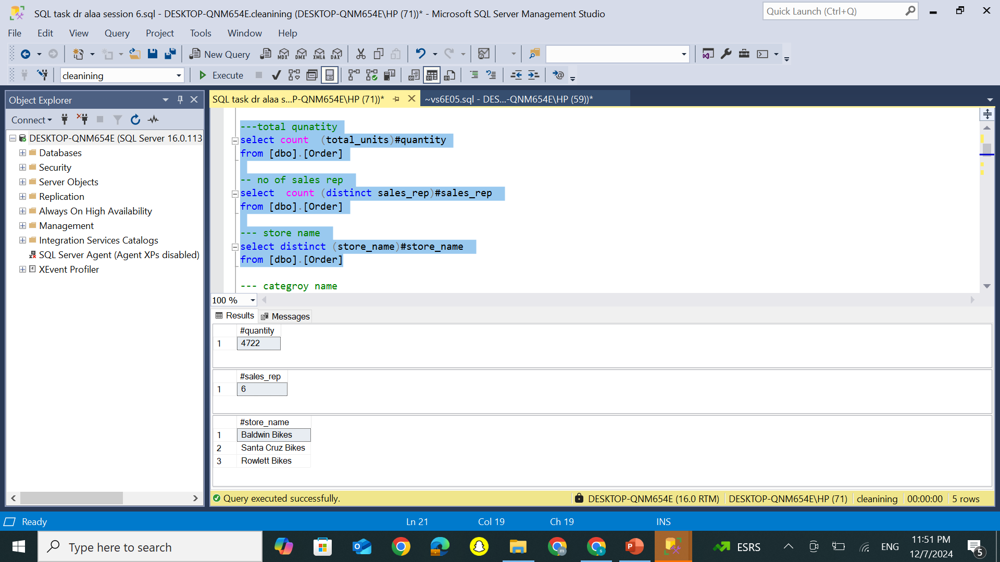 SQL task dr alaa session 6.sql - DESKTOP-QNM654E.cleanining (DESKTOP-QNM654E\HP (71))* - Microsoft SQL Server Management Studio
Quick Launch (Ctrl+Q)
File Edit View Query Project Tools Window Help
New Query MDX DMX XMLA DAX
cleanining Execute
Object Explorer
SQL task dr alaa s...P-QNM654E\HP (71))*
~vs6E05.sql - DES...-QNM654E\HP (59))*
Connect
DESKTOP-QNM654E (SQL Server 16.0.113
Databases
Security
Server Objects
Replication
Always On High Availability
Management
Integration Services Catalogs
SQL Server Agent (Agent XPs disabled)
XEvent Profiler
---total qunatity
select count  (total_units)#quantity
from [dbo].[Order]
-- no of sales rep
select  count (distinct sales_rep)#sales_rep
from [dbo].[Order]
--- store name
select distinct (store_name)#store_name
from [dbo].[Order]
--- categroy name
100 %
Results Messages
#quantity
1 4722
#sales_rep
1 6
#store_name
1 Baldwin Bikes
2 Santa Cruz Bikes
3 Rowlett Bikes
Query executed successfully.
DESKTOP-QNM654E (16.0 RTM) DESKTOP-QNM654E\HP (71) cleanining 00:00:00 5 rows
Ready Ln 21 Col 19 Ch 19 INS
Type here to search
ESRS
ENG
11:51 PM
12/7/2024
5